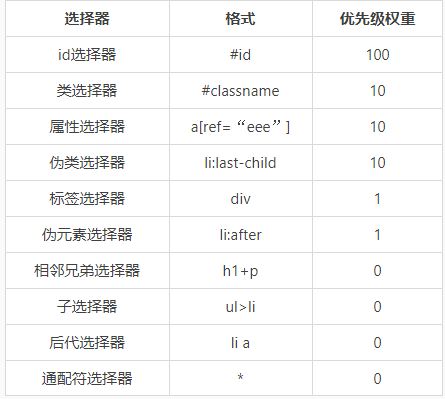 选择器 格式 优先级权重
id选择器 #id 100
类选择器 #classname 10
属性选择器 a[ref=“eee”] 10
伪类选择器 li:last-child 10
标签选择器 div 1
伪元素选择器 li:after 1
相邻兄弟选择器 h1+p 0
子选择器 ul>li 0
后代选择器 li a 0
通配符选择器 * 0